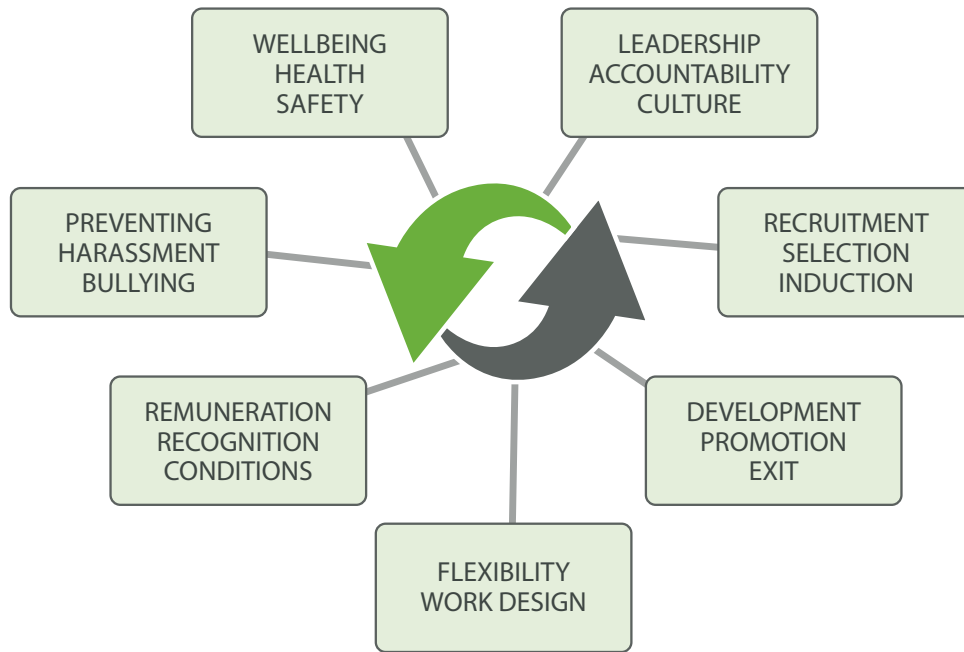 WELLBEING
HEALTH
SAFETY
LEADERSHIP
ACCOUNTABILITY
CULTURE
PREVENTING
HARASSMENT
BULLYING
RECRUITMENT
SELECTION
INDUCTION
REMUNERATION
RECOGNITION
CONDITIONS
DEVELOPMENT
PROMOTION
EXIT
FLEXIBILITY
WORK DESIGN